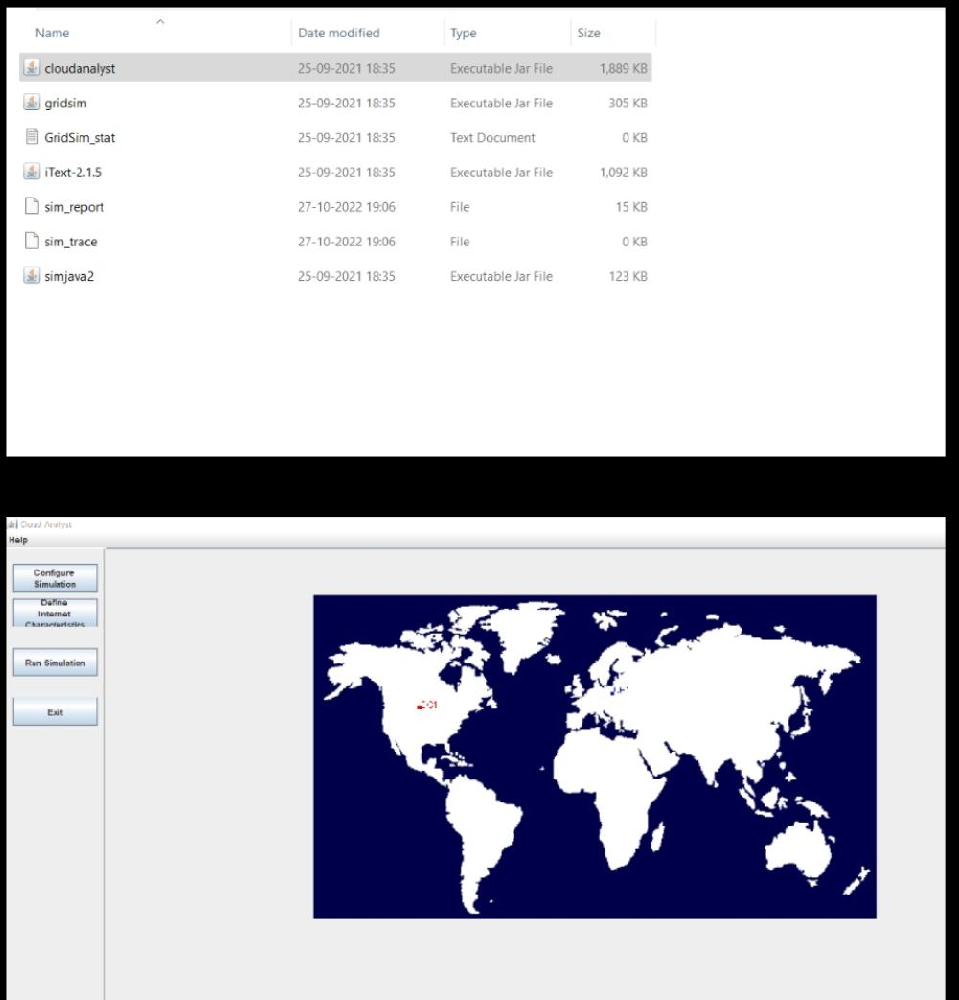 Name Date modified Type Size
cloudanalyst 25-09-2021 18:35 Executable Jar File 1,889 KB
gridsim 25-09-2021 18:35 Executable Jar File 305 KB
GridSim_stat 25-09-2021 18:35 Text Document 0 KB
iText-2.1.5 25-09-2021 18:35 Executable Jar File 1,092 KB
sim_report 27-10-2022 19:06 File 15 KB
sim_trace 27-10-2022 19:06 File 0 KB
simjava2 25-09-2021 18:35 Executable Jar File 123 KB
Cloud Analyst
Help
Configure
Simulation
Define
Internet
Characteristics
Run Simulation
Exit